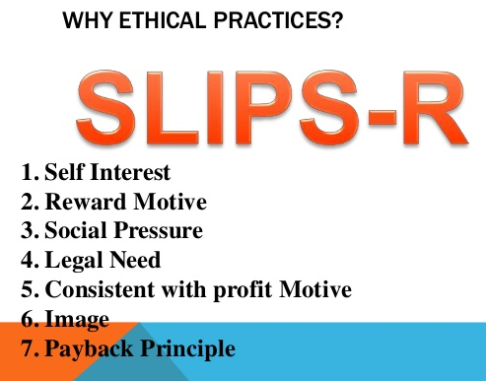 WHY ETHICAL PRACTICES?
SLIPS-R
1. Self Interest
2. Reward Motive
3. Social Pressure
4. Legal Need
5. Consistent with profit Motive
6. Image
7. Payback Principle